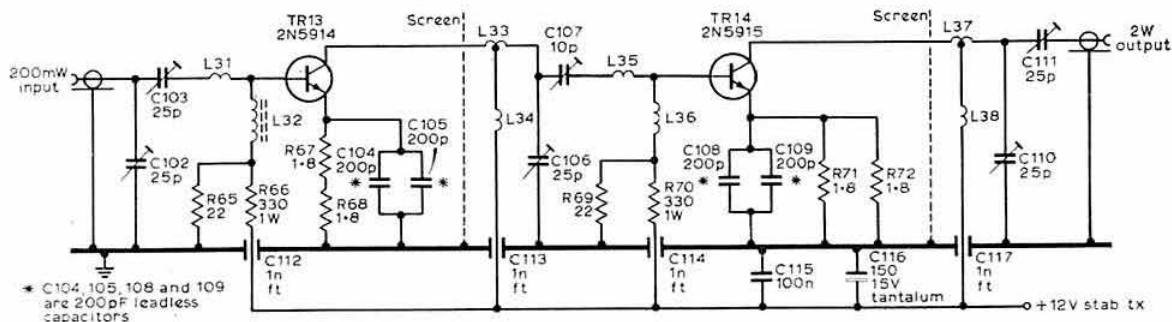 TR13
2N5914
Screen
L33
C107
10p
L35
TR14
2N5915
Screen
L37
C111
25p
2W
output
200mW
input
C103
25p
L31
L32
C102
25p
R65
22
R66
330
1W
R67
1·8
R68
1·8
C104
200p
*
C105
200p
*
L34
C106
25p
L36
R69
22
R70
330
1W
C108
200p
*
C109
200p
*
R71
1·8
R72
1·8
L38
C110
25p
C112
1n
ft
C113
1n
ft
C114
1n
ft
C115
100n
C116
150
15V
tantalum
C117
1n
ft
+12V stab tx
* C104, 105, 108 and 109
are 200pF leadless
capacitors